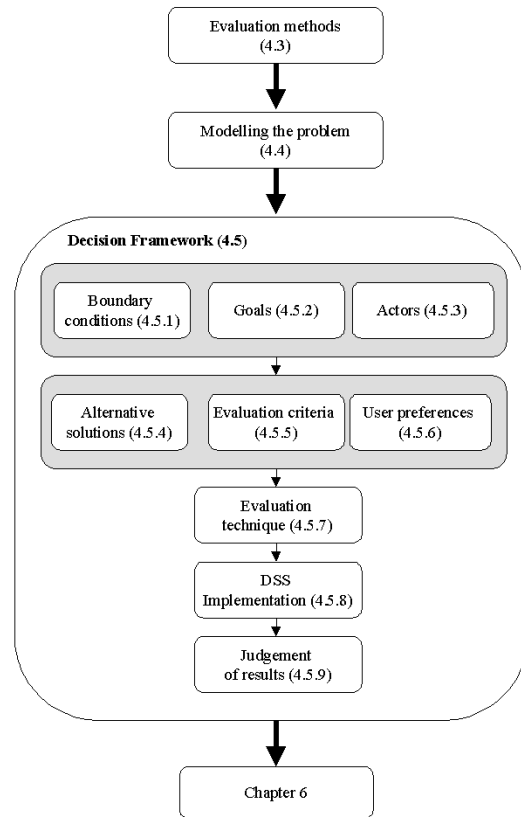 Evaluation methods
(4.3)
Modelling the problem
(4.4)
Decision Framework (4.5)
Boundary
conditions (4.5.1)
Goals (4.5.2)
Actors (4.5.3)
Alternative
solutions (4.5.4)
Evaluation criteria
(4.5.5)
User preferences
(4.5.6)
Evaluation
technique (4.5.7)
DSS
Implementation (4.5.8)
Judgement
of results (4.5.9)
Chapter 6